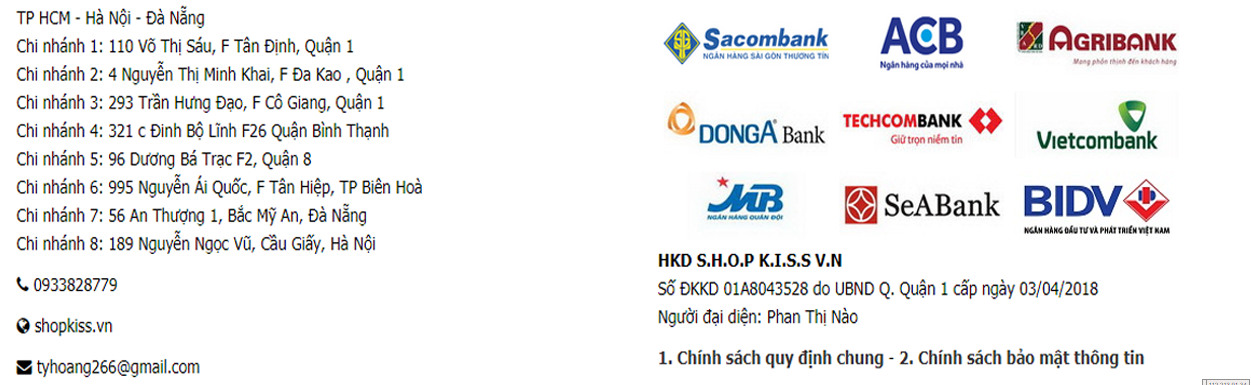 TP HCM - Hà Nội - Đà Nẵng
Chi nhánh 1: 110 Võ Thị Sáu, F Tân Định, Quận 1
Chi nhánh 2: 4 Nguyễn Thị Minh Khai, F Đa Kao , Quận 1
Chi nhánh 3: 293 Trần Hưng Đạo, F Cô Giang, Quận 1
Chi nhánh 4: 321 c Đinh Bộ Lĩnh F26 Quận Bình Thạnh
Chi nhánh 5: 96 Dương Bá Trạc F2, Quận 8
Chi nhánh 6: 995 Nguyễn Ái Quốc, F Tân Hiệp, TP Biên Hoà
Chi nhánh 7: 56 An Thượng 1, Bắc Mỹ An, Đà Nẵng
Chi nhánh 8: 189 Nguyễn Ngọc Vũ, Cầu Giấy, Hà Nội
0933828779
shopkiss.vn
tyhoang266@gmail.com
Sacombank
NGÂN HÀNG SÀI GÒN THƯƠNG TÍN
ACB
Ngân hàng của mọi nhà
AGRIBANK
Mang phồn thịnh đến khách hàng
DONGA Bank
TECHCOMBANK
Giữ trọn niềm tin
Vietcombank
MB
NGÂN HÀNG QUÂN ĐỘI
SeABank
BIDV
NGÂN HÀNG ĐẦU TƯ VÀ PHÁT TRIỂN VIỆT NAM
HKD S.H.O.P K.I.S.S V.N
Số ĐKKD 01A8043528 do UBND Q. Quận 1 cấp ngày 03/04/2018
Người đại diện: Phan Thị Nào
1. Chính sách quy định chung - 2. Chính sách bảo mật thông tin